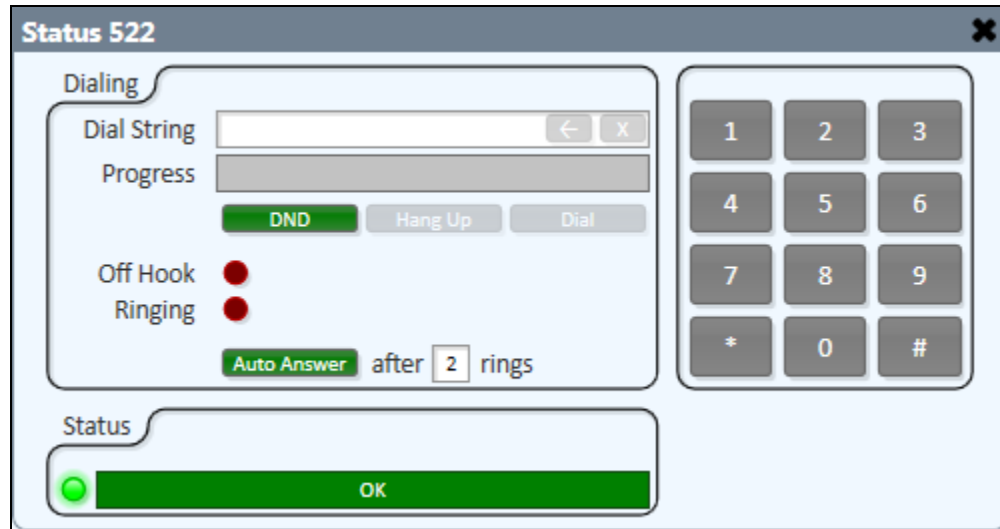 Status 522 ✖
Dialing
Dial String ← X
Progress
DND Hang Up Dial
Off Hook
Ringing
Auto Answer after 2 rings
1 2 3
4 5 6
7 8 9
* 0 #
Status
OK